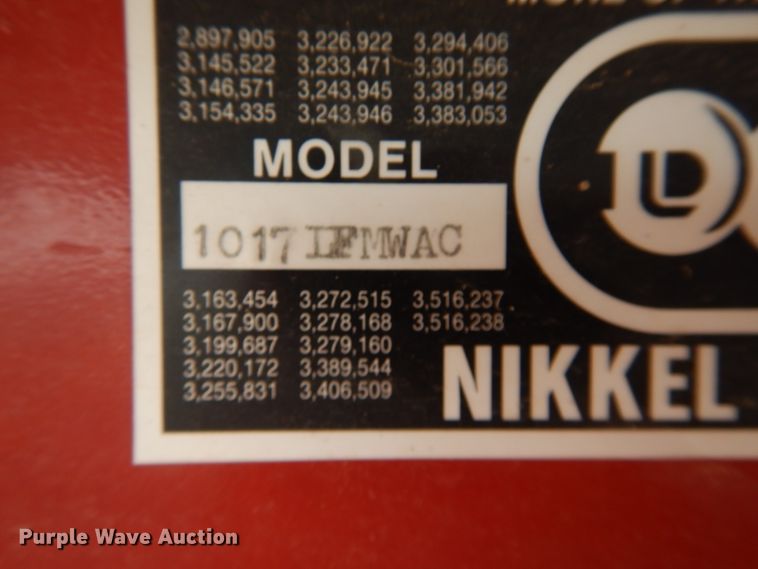 2,897,905 3,226,922 3,294,406
3,145,522 3,233,471 3,301,566
3,146,571 3,243,945 3,381,942
3,154,335 3,243,946 3,383,053
MODEL
1017 MWAC
3,163,454 3,272,515 3,516,237
3,167,900 3,278,168 3,516,238
3,199,687 3,279,160
3,220,172 3,389,544
3,255,831 3,406,509
NIKKEL
Purple Wave Auction